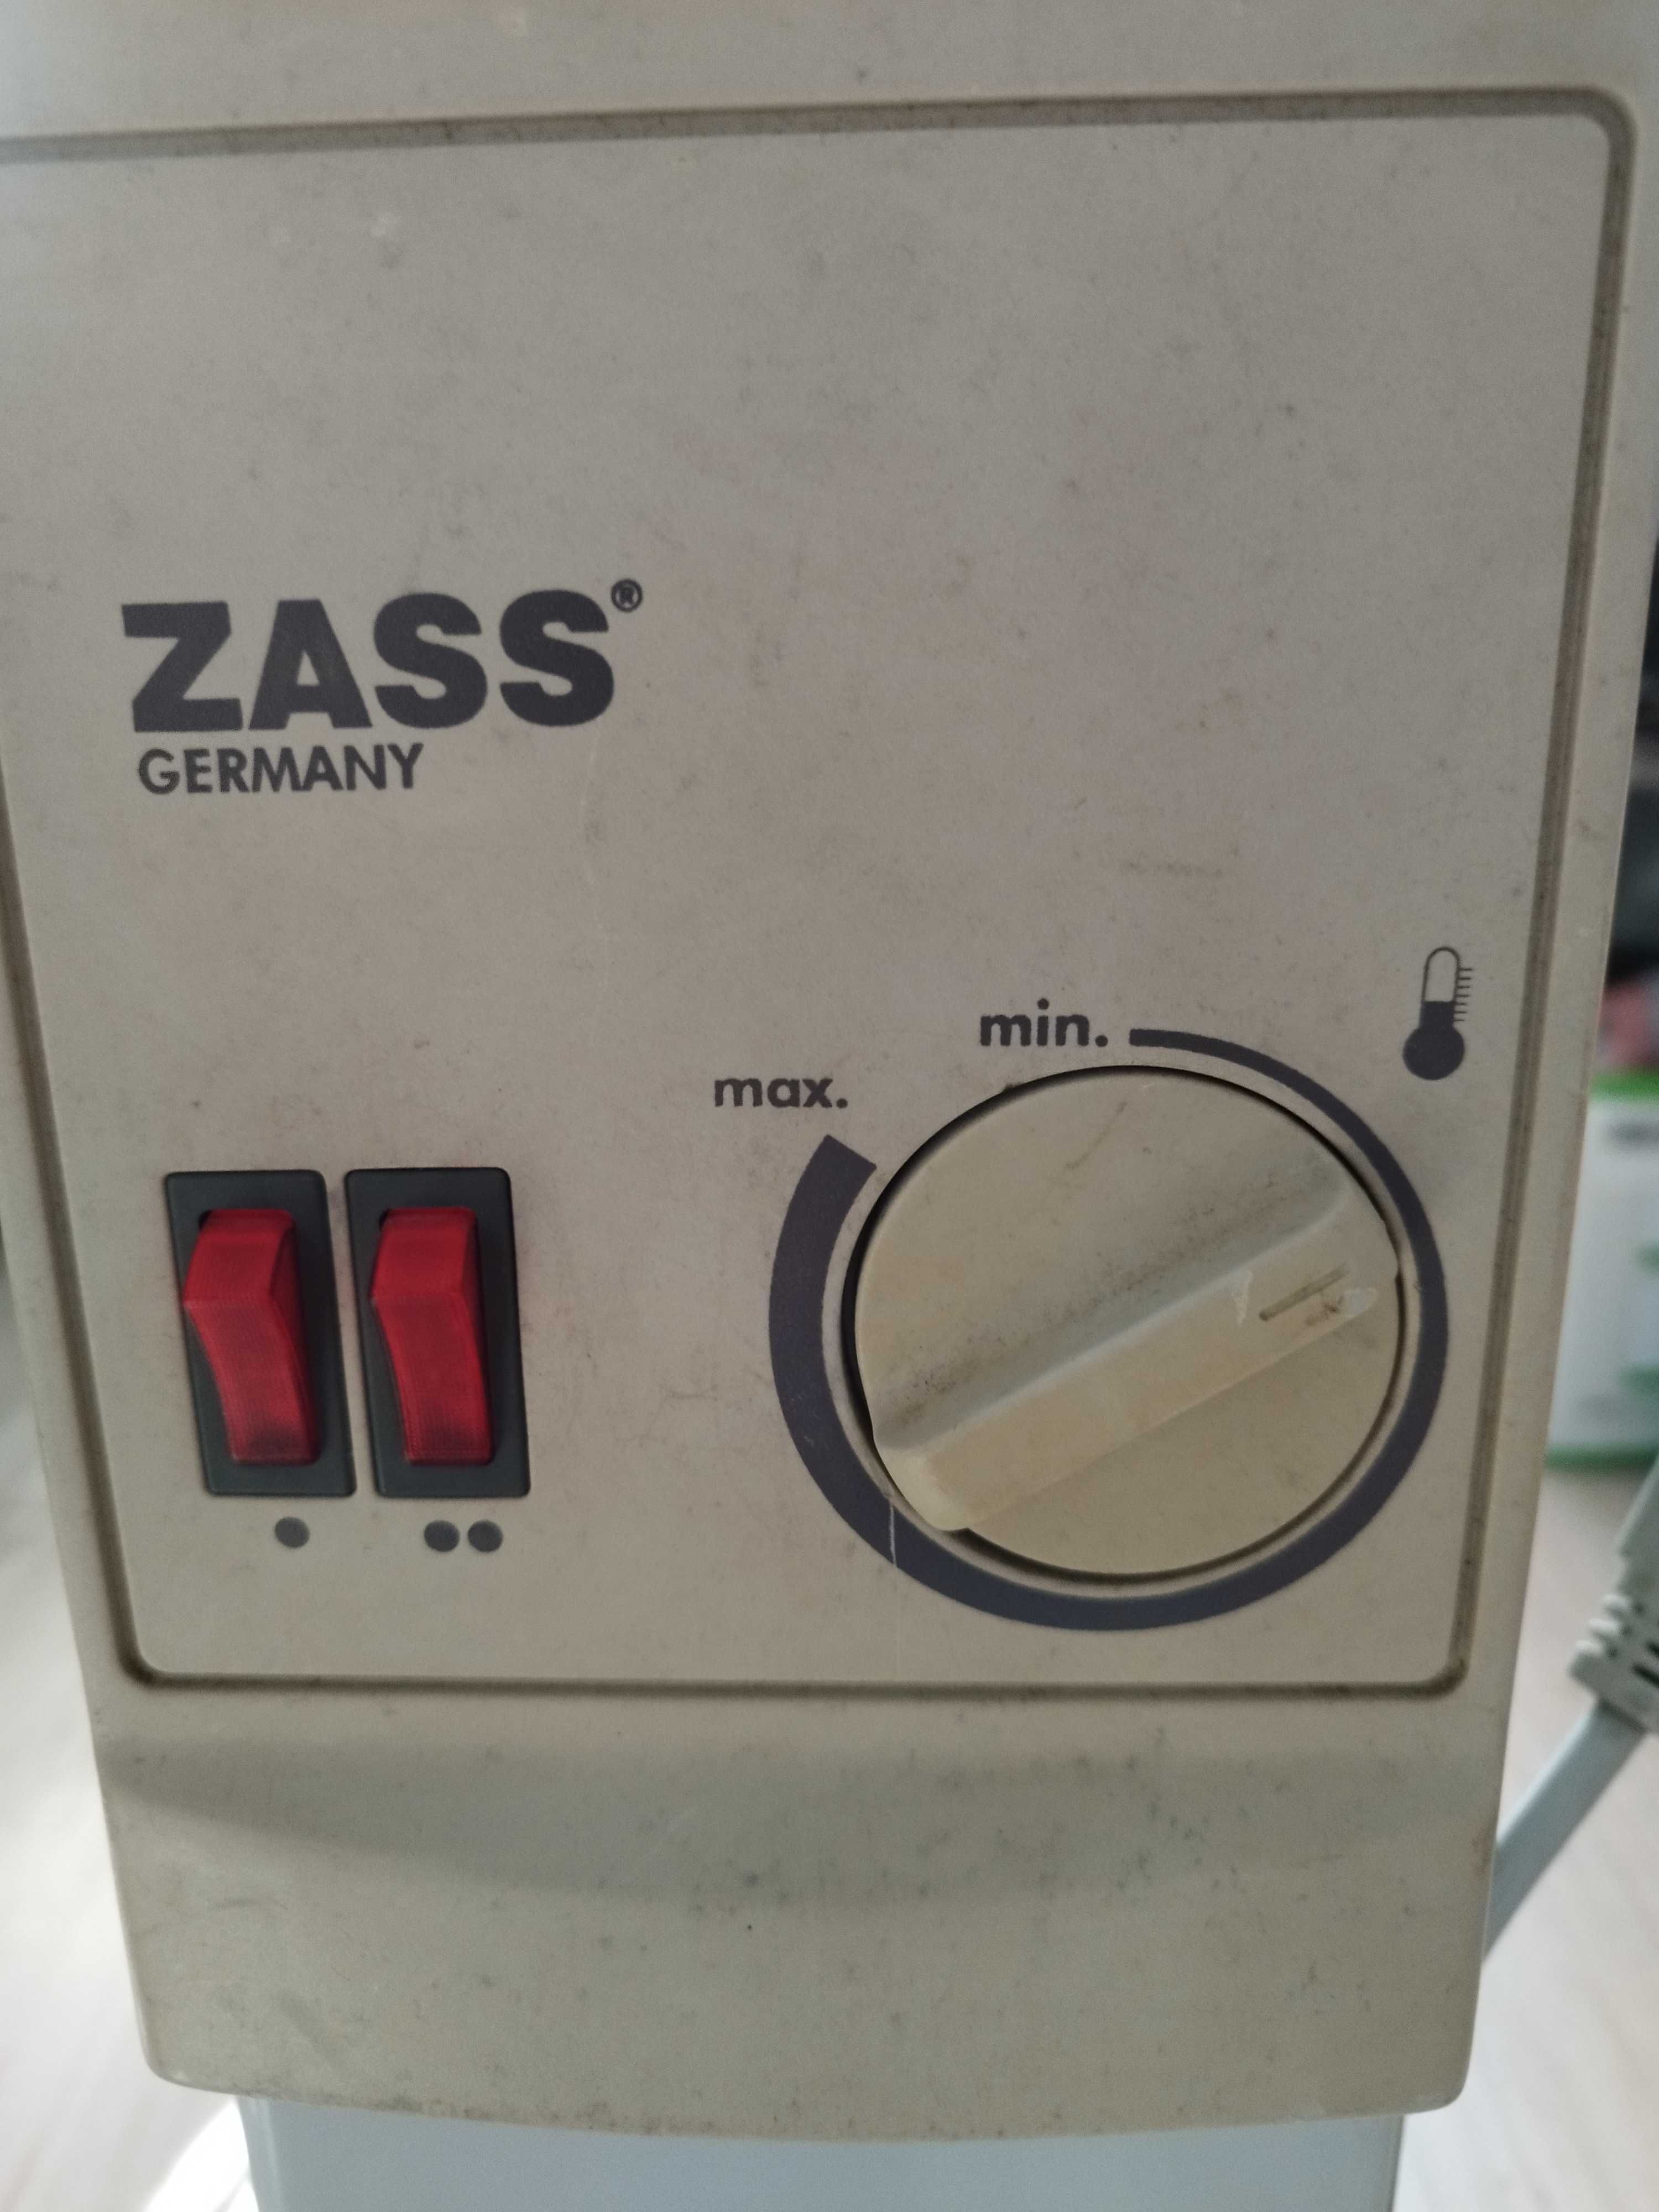 ZASS®
GERMANY
min.
max.